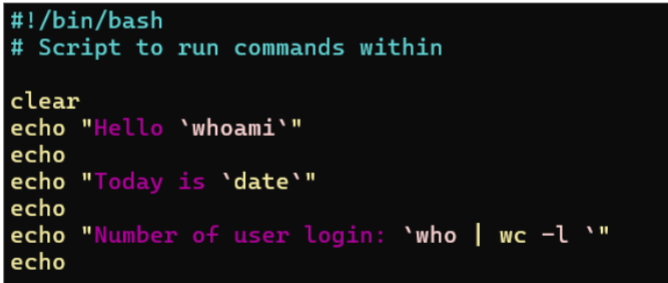 #!/bin/bash
# Script to run commands within
clear
echo "Hello `whoami`"
echo
echo "Today is `date`"
echo
echo "Number of user login: `who | wc -l `"
echo